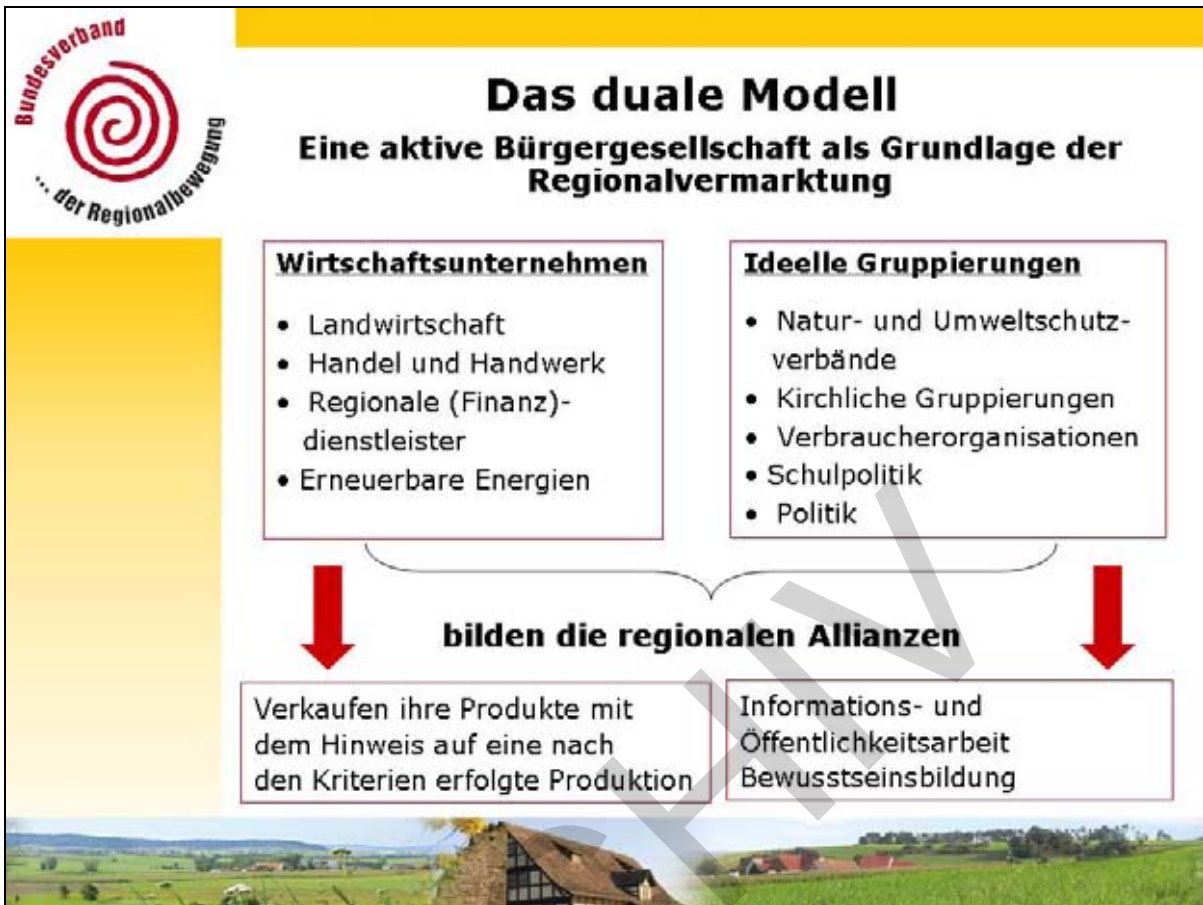 Bundesverband
... der Regionalbewegung
Das duale Modell
Eine aktive Bürgergesellschaft als Grundlage der
Regionalvermarktung
Wirtschaftsunternehmen
• Landwirtschaft
• Handel und Handwerk
• Regionale (Finanz)-
dienstleister
• Erneuerbare Energien
Ideelle Gruppierungen
• Natur- und Umweltschutz-
verbände
• Kirchliche Gruppierungen
• Verbraucherorganisationen
• Schulpolitik
• Politik
bilden die regionalen Allianzen
Verkaufen ihre Produkte mit
dem Hinweis auf eine nach
den Kriterien erfolgte Produktion
Informations- und
Öffentlichkeitsarbeit
Bewusstseinsbildung